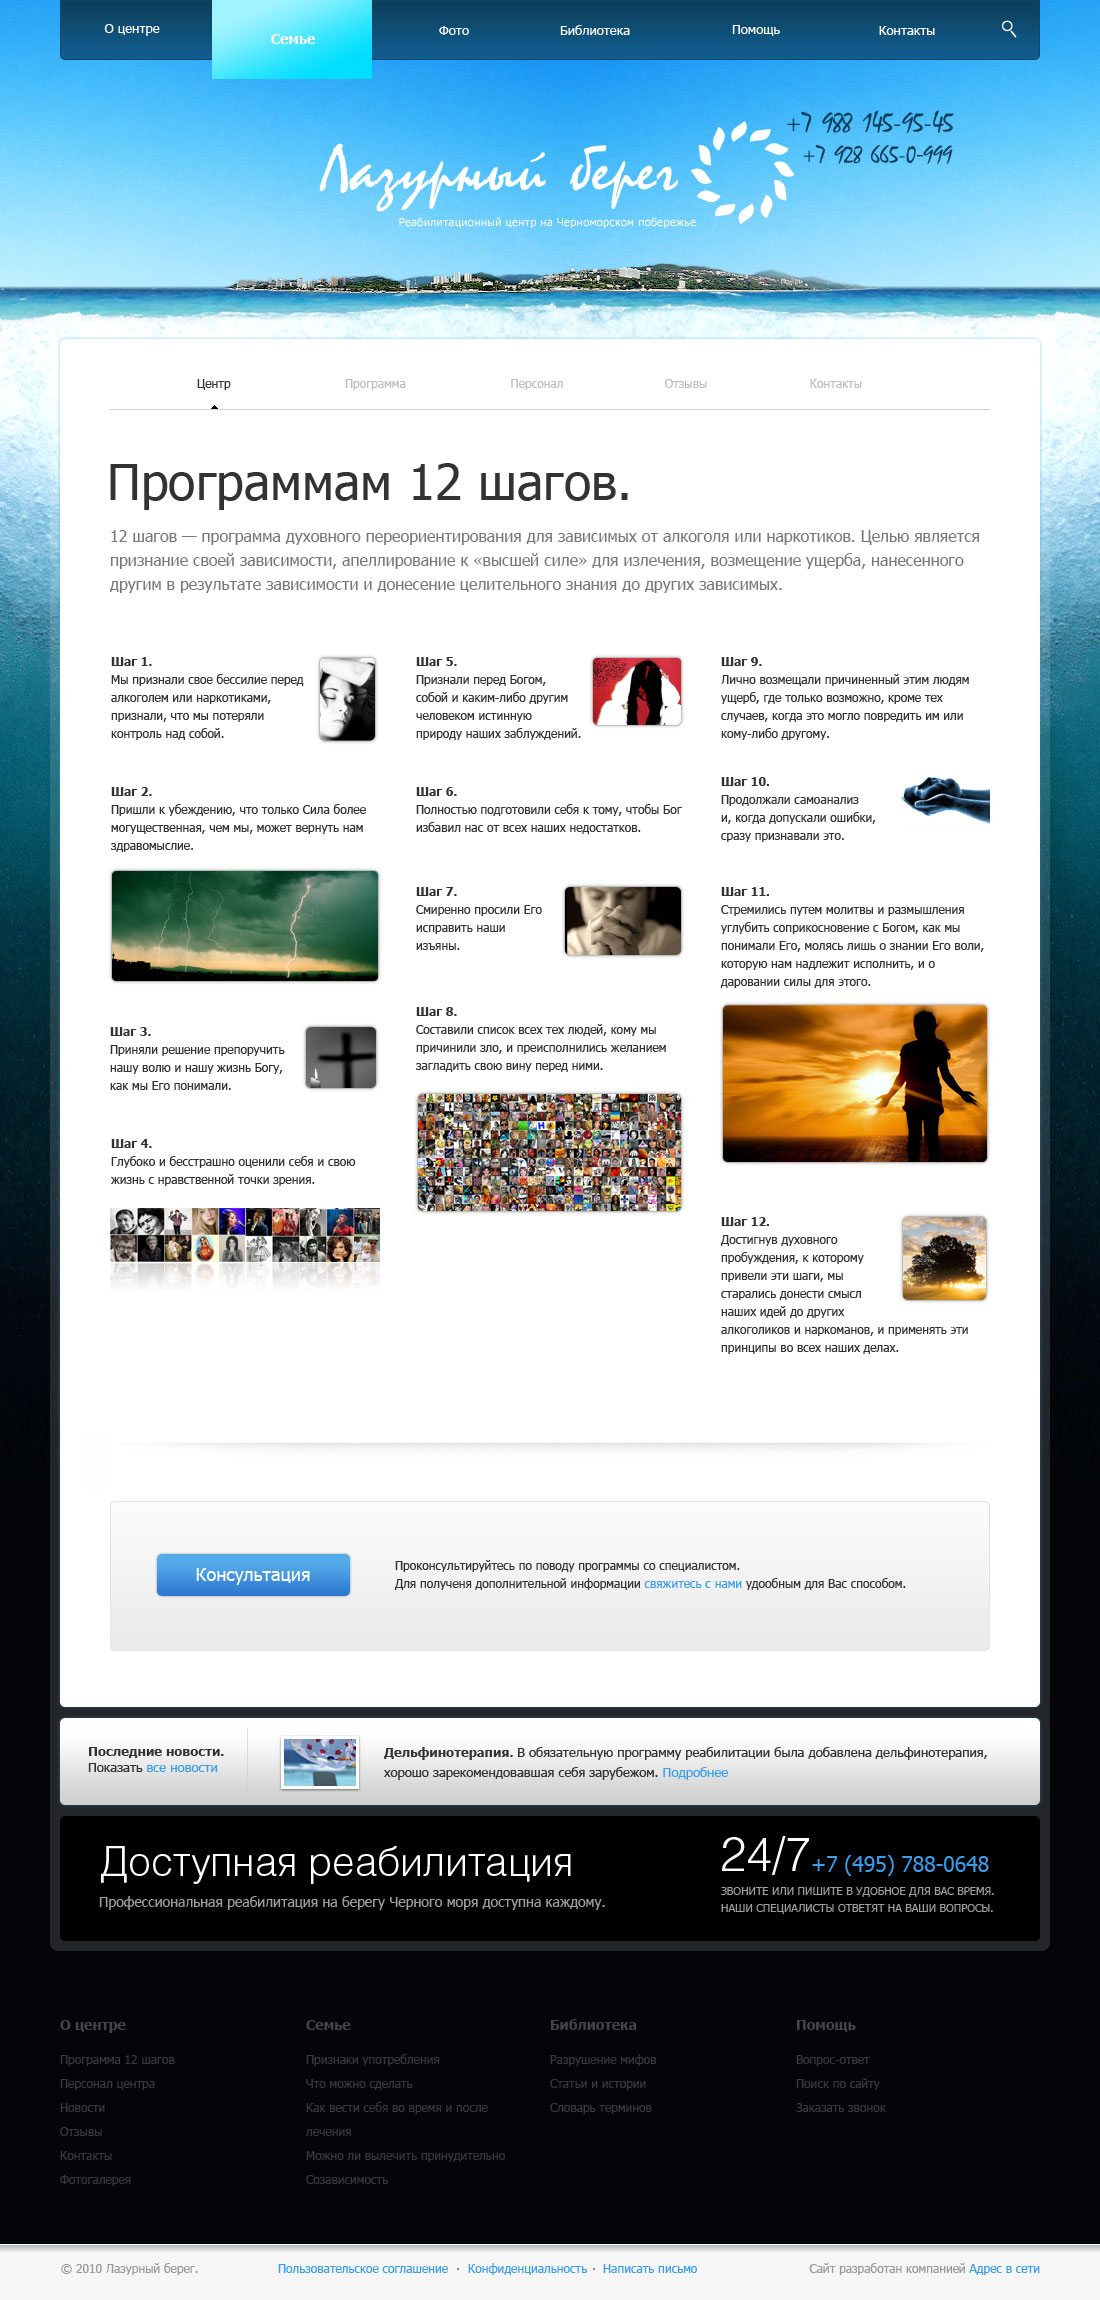 О центре
Семье
Фото
Библиотека
Помощь
Контакты
+7 988 145-95-45
+7 928 665-0-999
Лазурный берег
Реабилитационный центр на Черноморском побережье
Центр
Программа
Персонал
Отзывы
Контакты
Программам 12 шагов.
12 шагов — программа духовного переориентирования для зависимых от алкоголя или наркотиков. Целью является
признание своей зависимости, апеллирование к «высшей силе» для излечения, возмещение ущерба, нанесенного
другим в результате зависимости и донесение целительного знания до других зависимых.
Шаг 1.
Мы признали свое бессилие перед
алкоголем или наркотиками,
признали, что мы потеряли
контроль над собой.
Шаг 2.
Пришли к убеждению, что только Сила более
могущественная, чем мы, может вернуть нам
здравомыслие.
Шаг 3.
Приняли решение препоручить
нашу волю и нашу жизнь Богу,
как мы Его понимали.
Шаг 4.
Глубоко и бесстрашно оценили себя и свою
жизнь с нравственной точки зрения.
Шаг 5.
Признали перед Богом,
собой и каким-либо другим
человеком истинную
природу наших заблуждений.
Шаг 6.
Полностью подготовили себя к тому, чтобы Бог
избавил нас от всех наших недостатков.
Шаг 7.
Смиренно просили Его
исправить наши
изъяны.
Шаг 8.
Составили список всех тех людей, кому мы
причинили зло, и преисполнились желанием
загладить свою вину перед ними.
Шаг 9.
Лично возмещали причиненный этим людям
ущерб, где только возможно, кроме тех
случаев, когда это могло повредить им или
кому-либо другому.
Шаг 10.
Продолжали самоанализ
и, когда допускали ошибки,
сразу признавали это.
Шаг 11.
Стремились путем молитвы и размышления
углубить соприкосновение с Богом, как мы
понимали Его, молясь лишь о знании Его воли,
которую нам надлежит исполнить, и о
даровании силы для этого.
Шаг 12.
Достигнув духовного
пробуждения, к которому
привели эти шаги, мы
старались донести смысл
наших идей до других
алкоголиков и наркоманов, и применять эти
принципы во всех наших делах.
Консультация
Проконсультируйтесь по поводу программы со специалистом.
Для полученя дополнительной информации свяжитесь с нами удообным для Вас способом.
Последние новости.
Показать все новости
Дельфинотерапия. В обязательную программу реабилитации была добавлена дельфинотерапия,
хорошо зарекомендовавшая себя зарубежом. Подробнее
Доступная реабилитация
Профессиональная реабилитация на берегу Черного моря доступна каждому.
24/7 +7 (495) 788-0648
ЗВОНИТЕ ИЛИ ПИШИТЕ В УДОБНОЕ ДЛЯ ВАС ВРЕМЯ.
НАШИ СПЕЦИАЛИСТЫ ОТВЕТЯТ НА ВАШИ ВОПРОСЫ.
О центре
Программа 12 шагов
Персонал центра
Новости
Отзывы
Контакты
Фотогалерея
Семье
Признаки употребления
Что можно сделать
Как вести себя во время и после
лечения
Можно ли вылечить принудительно
Созависимость
Библиотека
Разрушение мифов
Статьи и истории
Словарь терминов
Помощь
Вопрос-ответ
Поиск по сайту
Заказать звонок
© 2010 Лазурный берег.
Пользовательское соглашение · Конфиденциальность · Написать письмо
Сайт разработан компанией Адрес в сети